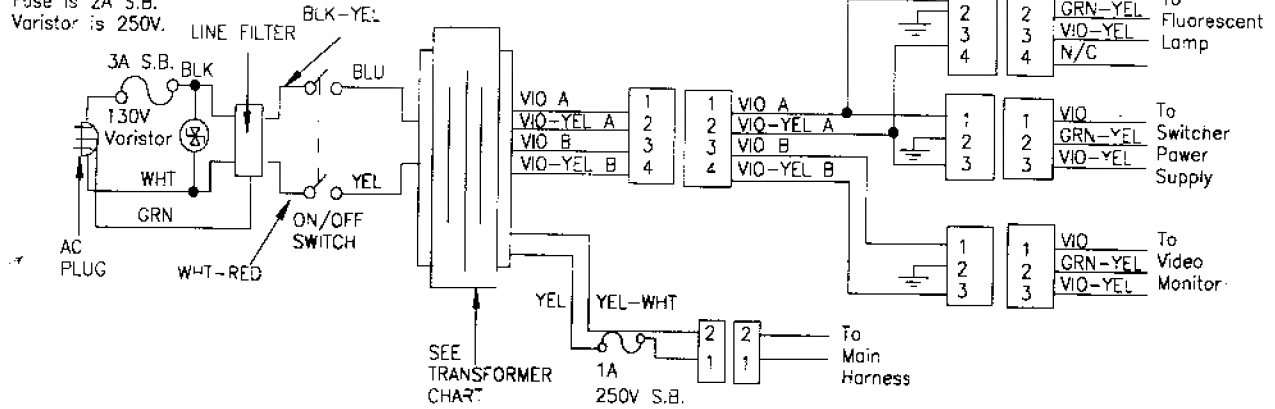 Fuse is 2A S.B.
Varistor is 250V.
LINE FILTER
BLK-YEL
3A S.B.
BLK
130V
Varistor
WHT
GRN
AC
PLUG
WHT-RED
BLU
YEL
ON/OFF
SWITCH
SEE
TRANSFORMER
CHART
VIO A
VIO-YEL A
VIO B
VIO-YEL B
1
2
3
4
1
2
3
4
VIO A
VIO-YEL A
VIO B
VIO-YEL B
YEL
YEL-WHT
1A
250V S.B.
2
1
2
1
To
Main
Harness
2
3
4
2
3
4
GRN-YEL
VIO-YEL
N/C
To
Fluorescent
Lamp
1
2
3
1
2
3
VIO
GRN-YEL
VIO-YEL
To
Switcher
Power
Supply
1
2
3
1
2
3
VIO
GRN-YEL
VIO-YEL
To
Video
Monitor